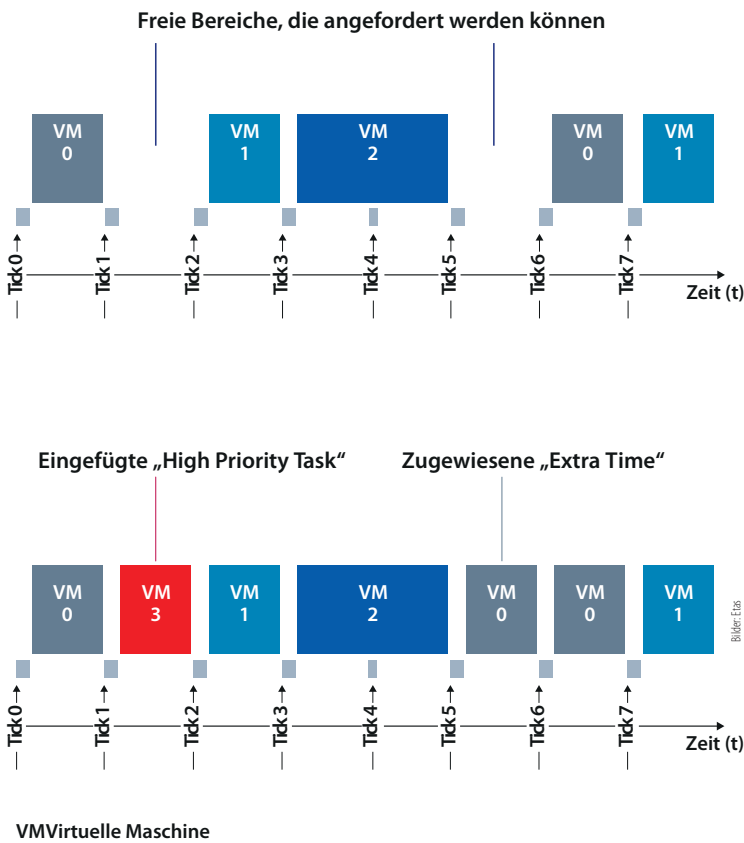 Freie Bereiche, die angefordert werden können
VM
0
VM
1
VM
2
VM
0
VM
1
Tick 0
Tick 1
Tick 2
Tick 3
Tick 4
Tick 5
Tick 6
Tick 7
Zeit (t)
Eingefügte „High Priority Task“
Zugewiesene „Extra Time“
VM
0
VM
3
VM
1
VM
2
VM
0
VM
0
VM
1
Bilder: Etas
Tick 0
Tick 1
Tick 2
Tick 3
Tick 4
Tick 5
Tick 6
Tick 7
Zeit (t)
VMVirtuelle Maschine